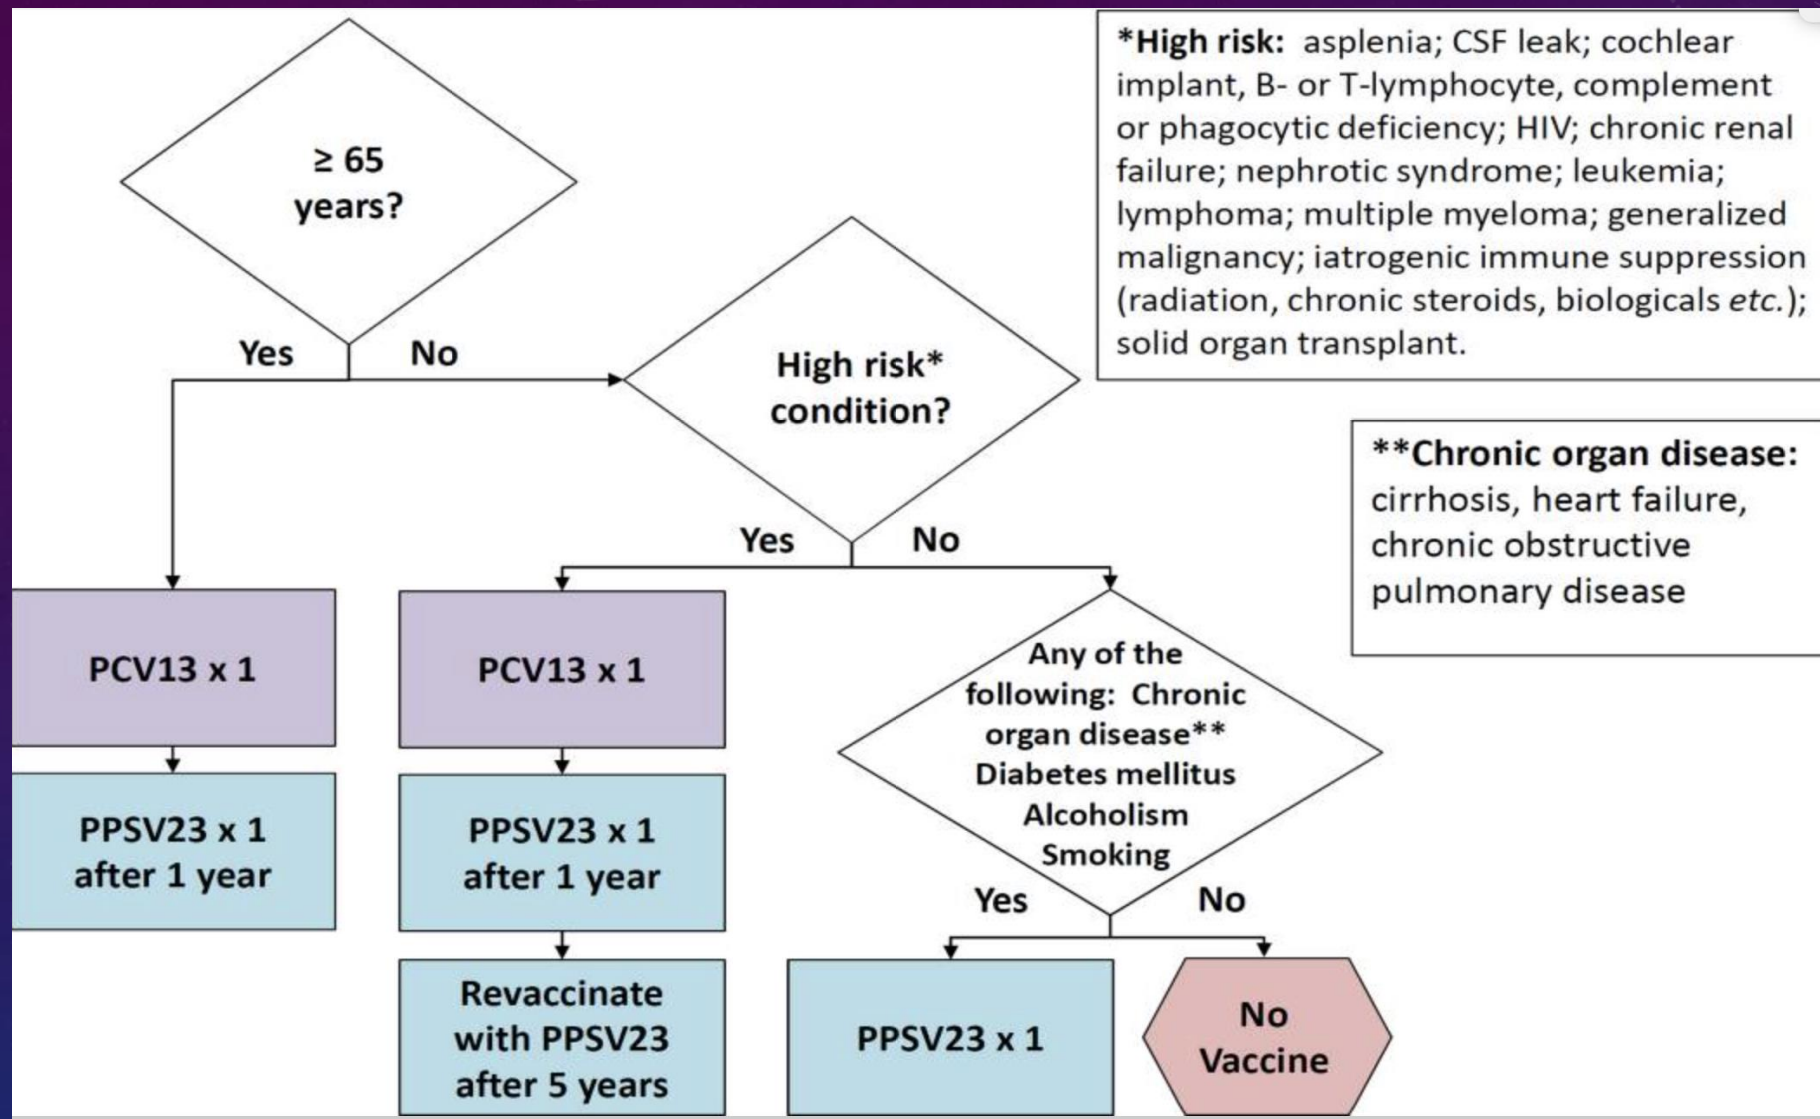 ≥ 65
years?
Yes
No
High risk*
condition?
Yes
No
PCV13 x 1
PPSV23 x 1
after 1 year
PCV13 x 1
PPSV23 x 1
after 1 year
Revaccinate
with PPSV23
after 5 years
Any of the
following: Chronic
organ disease**
Diabetes mellitus
Alcoholism
Smoking
Yes
No
PPSV23 x 1
No
Vaccine
*High risk: asplenia; CSF leak; cochlear
implant, B- or T-lymphocyte, complement
or phagocytic deficiency; HIV; chronic renal
failure; nephrotic syndrome; leukemia;
lymphoma; multiple myeloma; generalized
malignancy; iatrogenic immune suppression
(radiation, chronic steroids, biologicals etc.);
solid organ transplant.
**Chronic organ disease:
cirrhosis, heart failure,
chronic obstructive
pulmonary disease